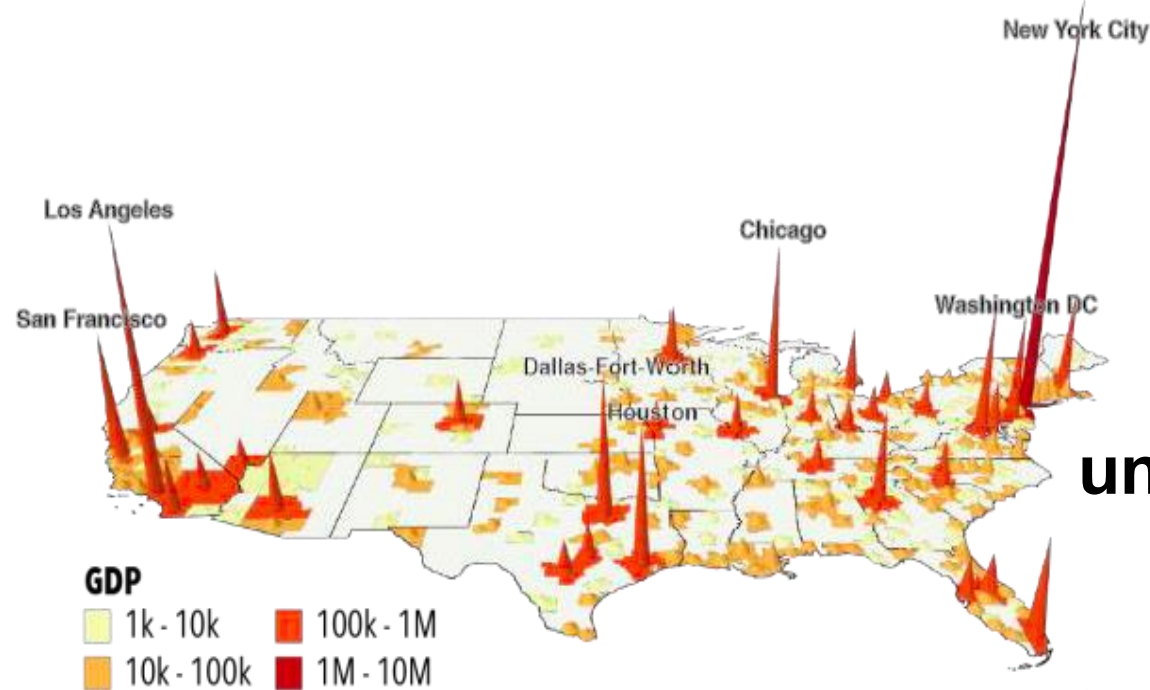 New York City
Los Angeles
Chicago
San Francisco
Washington DC
Dallas-Fort-Worth
Houston
un
GDP
1k - 10k
100k - 1M
10k - 100k
1M - 10M